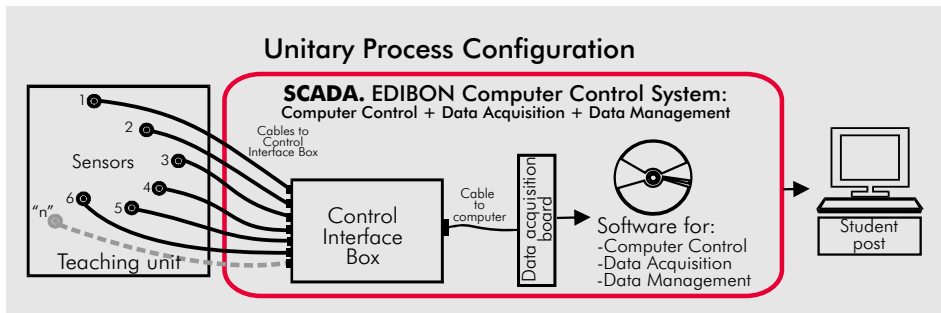 Unitary Process Configuration
SCADA. EDIBON Computer Control System:
Computer Control + Data Acquisition + Data Management
1
2
3
4
5
6
"n"
Sensors
Teaching unit
Cables to
Control
Interface Box
Control
Interface
Box
Cable
to
computer
Data acquisition
board
Software for:
-Computer Control
-Data Acquisition
-Data Management
Student
post